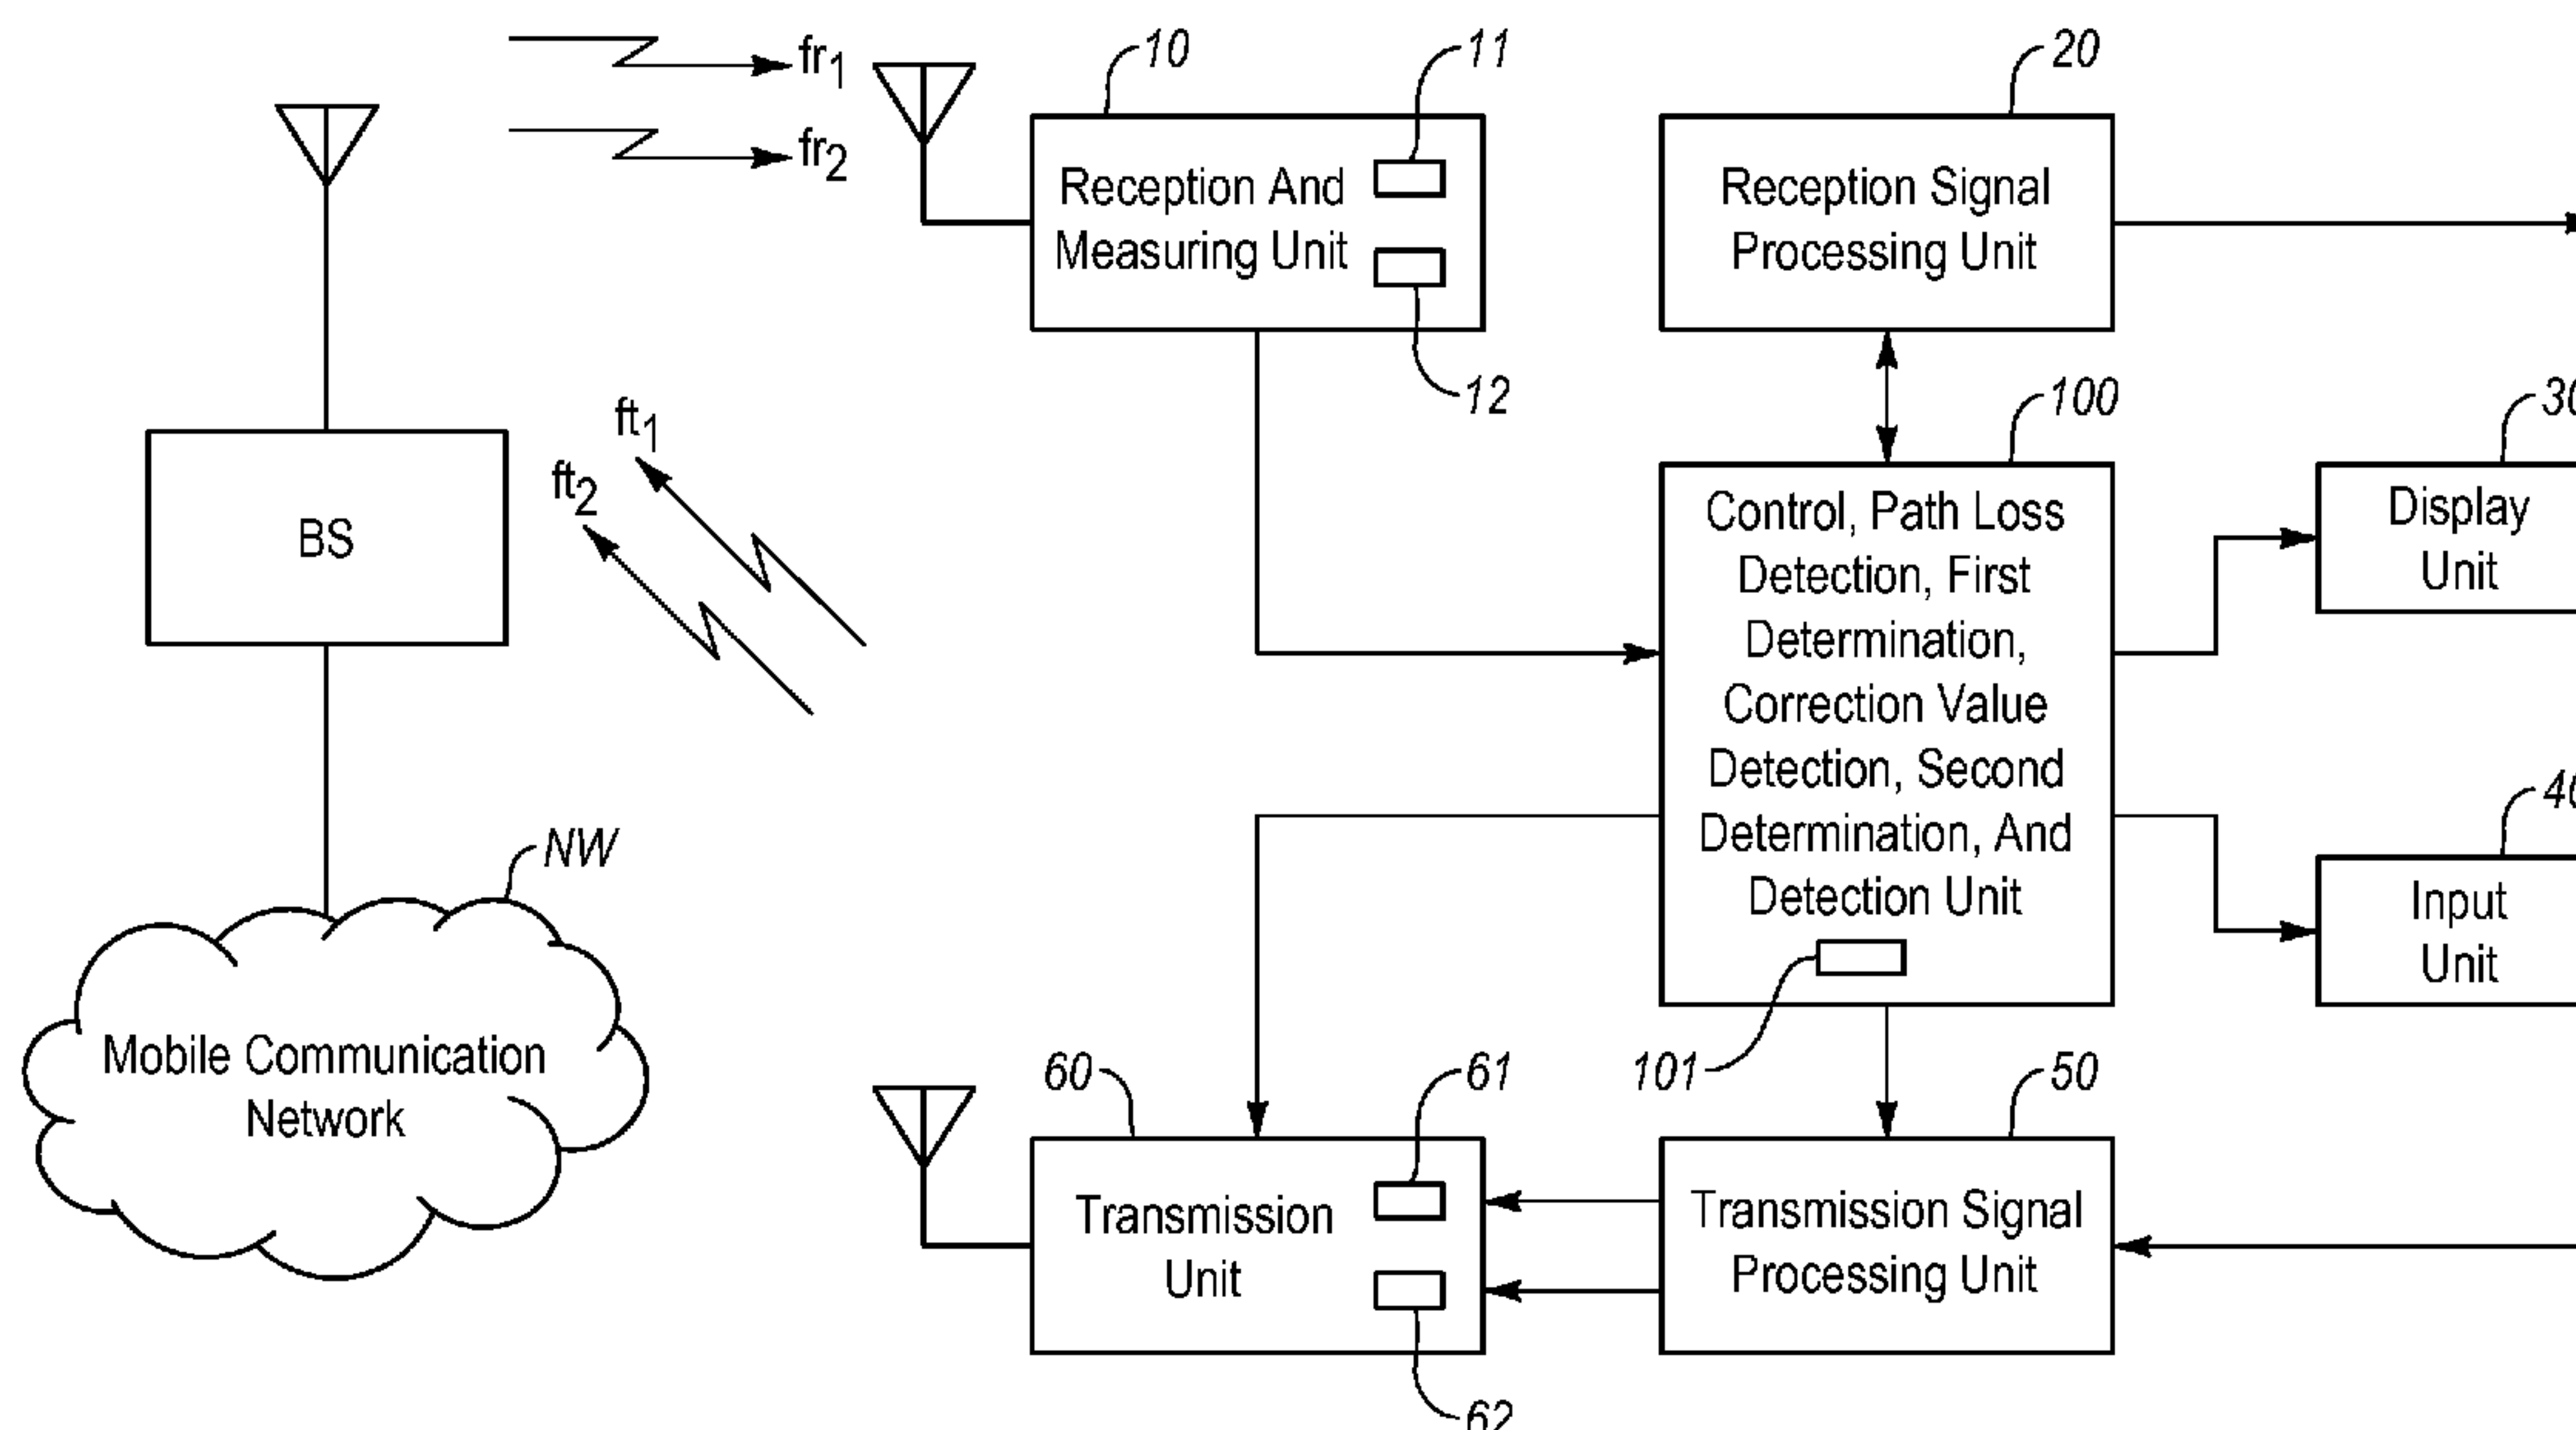 fr1
fr2
10
11
20
Reception And
Measuring Unit
12
Reception Signal
Processing Unit
ft1
ft2
100
BS
Control, Path Loss
Detection, First
Determination,
Correction Value
Detection, Second
Determination, And
Detection Unit
101
Display
Unit
Input
Unit
NW
Mobile Communication
Network
60
61
Transmission
Unit
62
50
Transmission Signal
Processing Unit